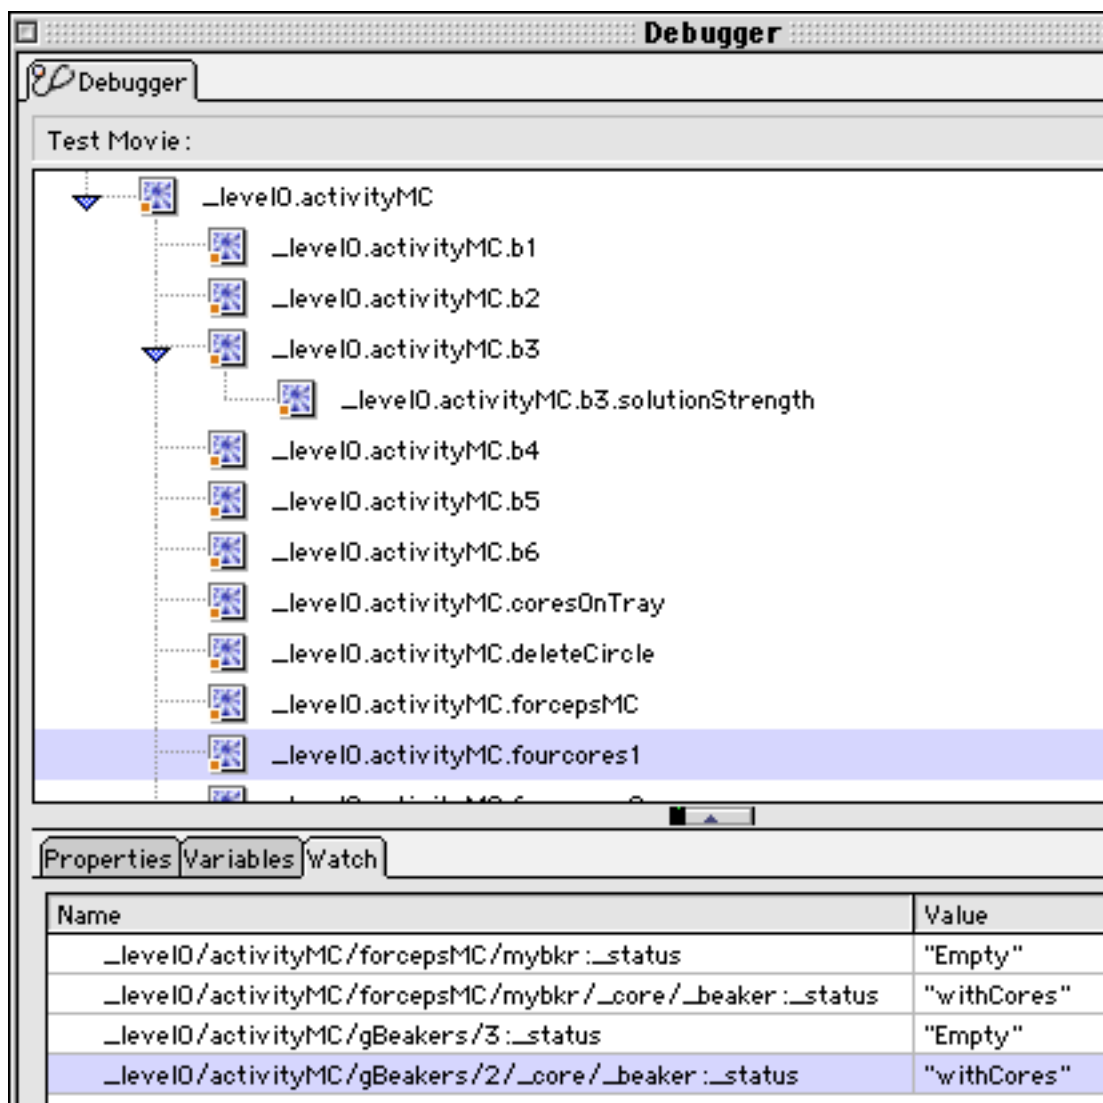 Debugger
Debugger
Test Movie:
_level0.activityMC
_level0.activityMC.b1
_level0.activityMC.b2
_level0.activityMC.b3
_level0.activityMC.b3.solutionStrength
_level0.activityMC.b4
_level0.activityMC.b5
_level0.activityMC.b6
_level0.activityMC.coresOnTray
_level0.activityMC.deleteCircle
_level0.activityMC.forcepsMC
_level0.activityMC.fourcores1
Properties Variables Watch
Name Value
_level0/activityMC/forcepsMC/mybkr:_status "Empty"
_level0/activityMC/forcepsMC/mybkr/_core/_beaker:_status "withCores"
_level0/activityMC/gBeakers/3:_status "Empty"
_level0/activityMC/gBeakers/2/_core/_beaker:_status "withCores"